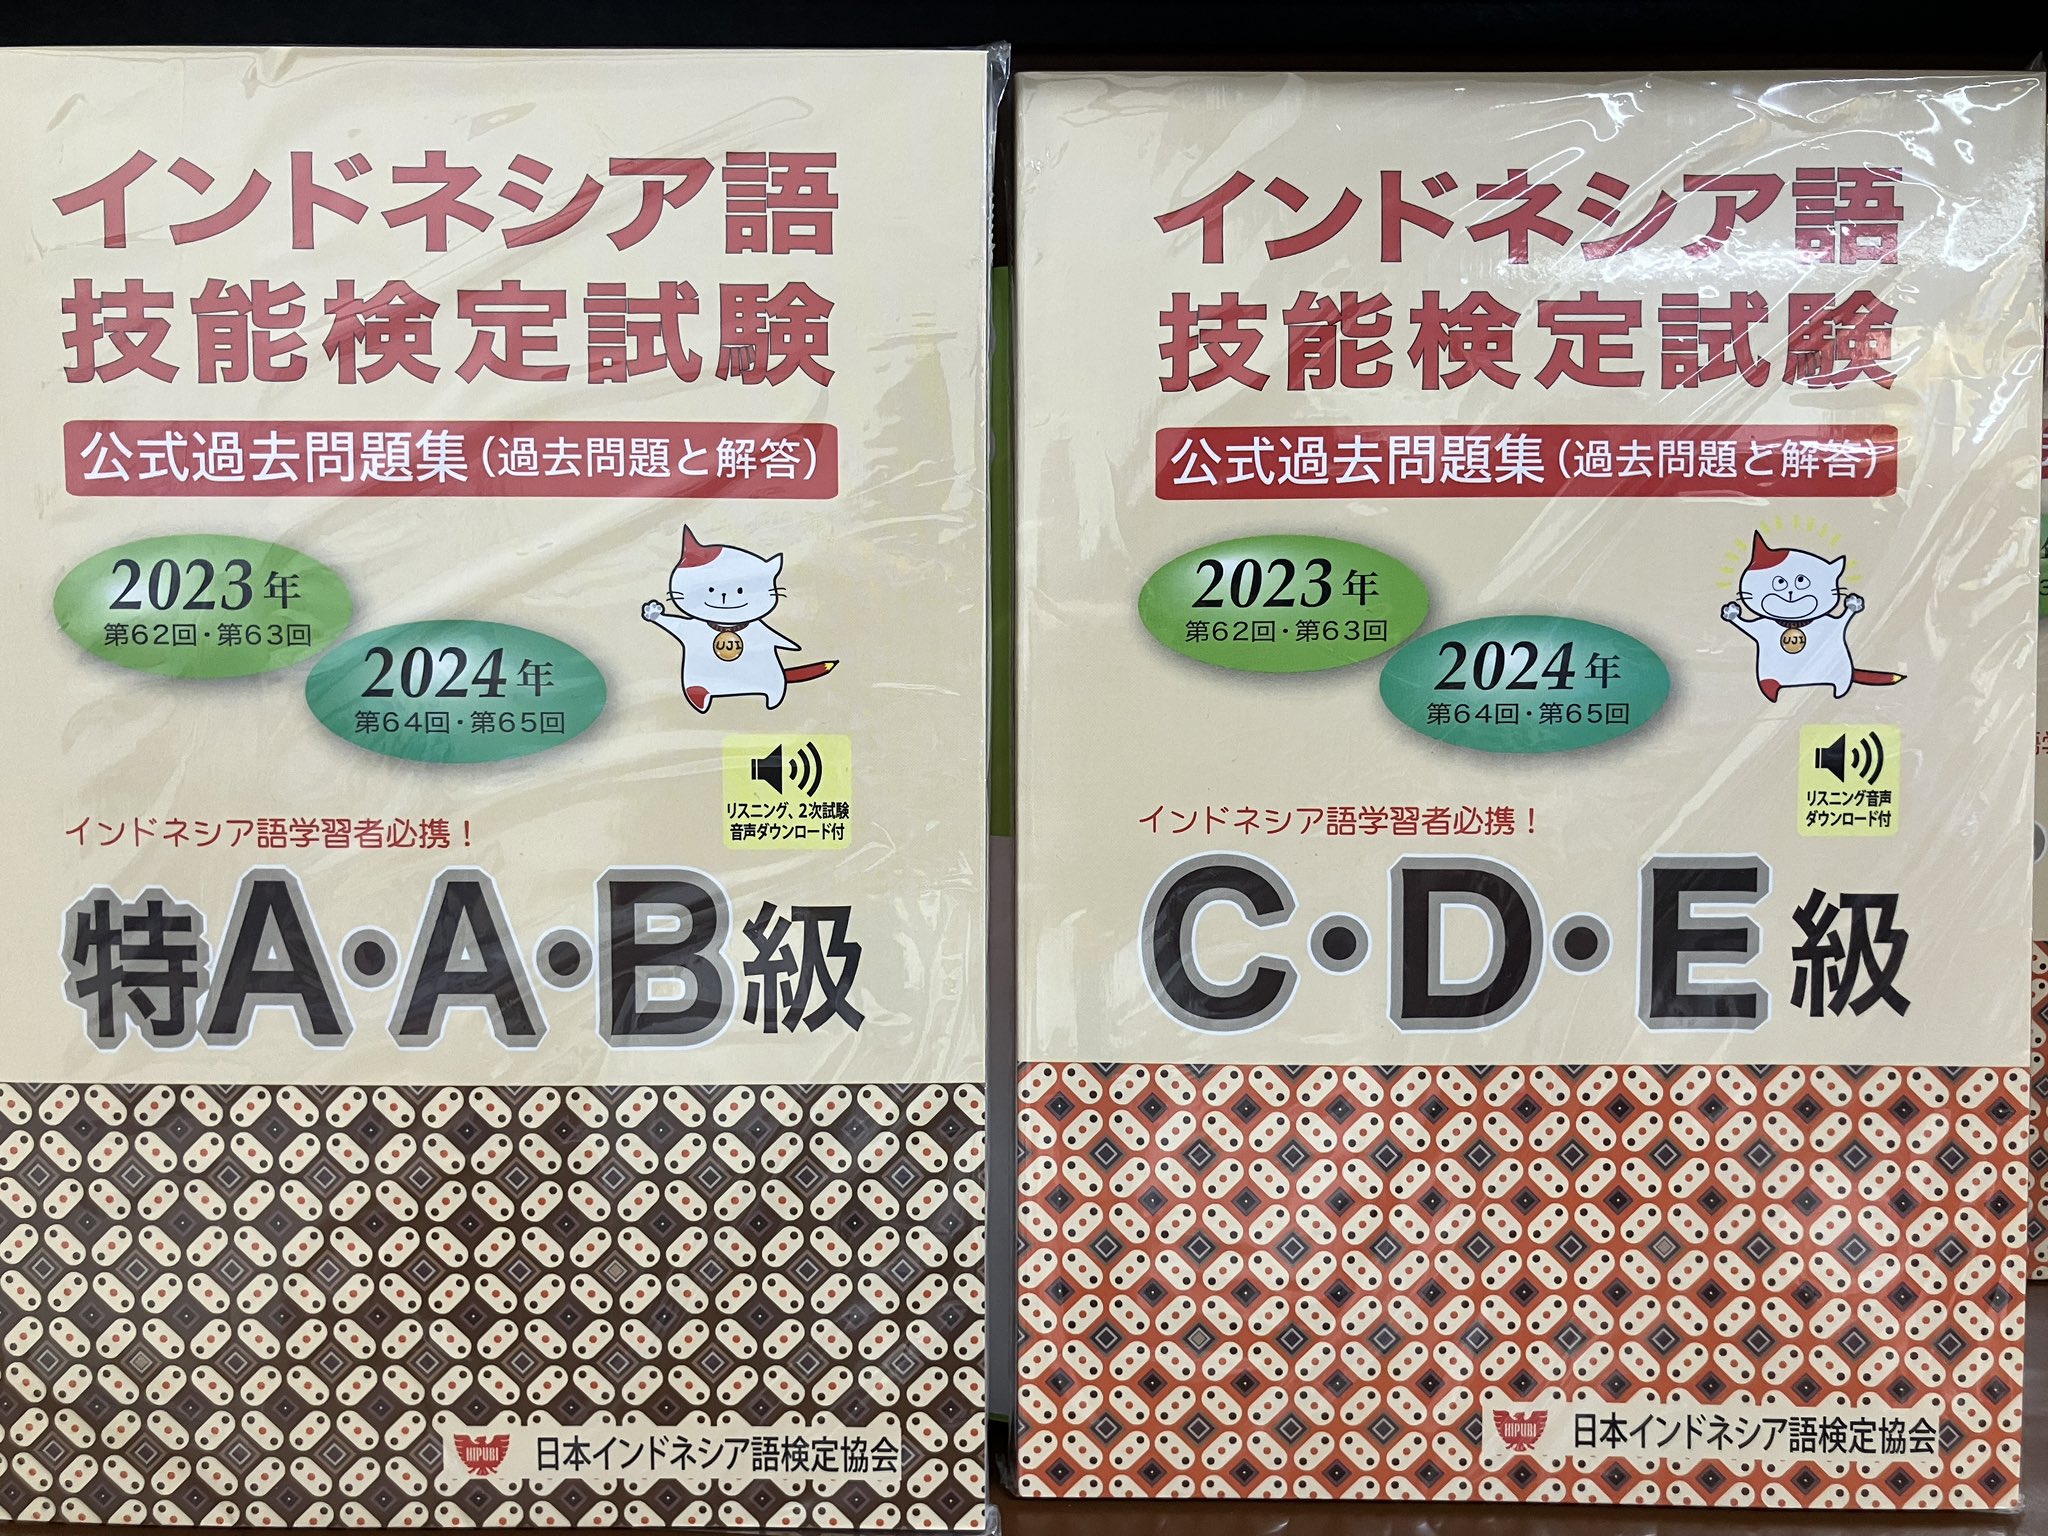 インドネシア語
技能検定試験
公式過去問題集(過去問題と解答)
2023年
第62回・第63回
2024年
第64回・第65回
UJI
リスニング、2次試験
音声ダウンロード付
インドネシア語学習者必携!
特A・A・B級
HIPUBI
日本インドネシア語検定協会
インドネシア語
技能検定試験
公式過去問題集(過去問題と解答)
2023年
第62回・第63回
2024年
第64回・第65回
UJI
リスニング音声
ダウンロード付
インドネシア語学習者必携!
C・D・E級
HIPUBI
日本インドネシア語検定協会